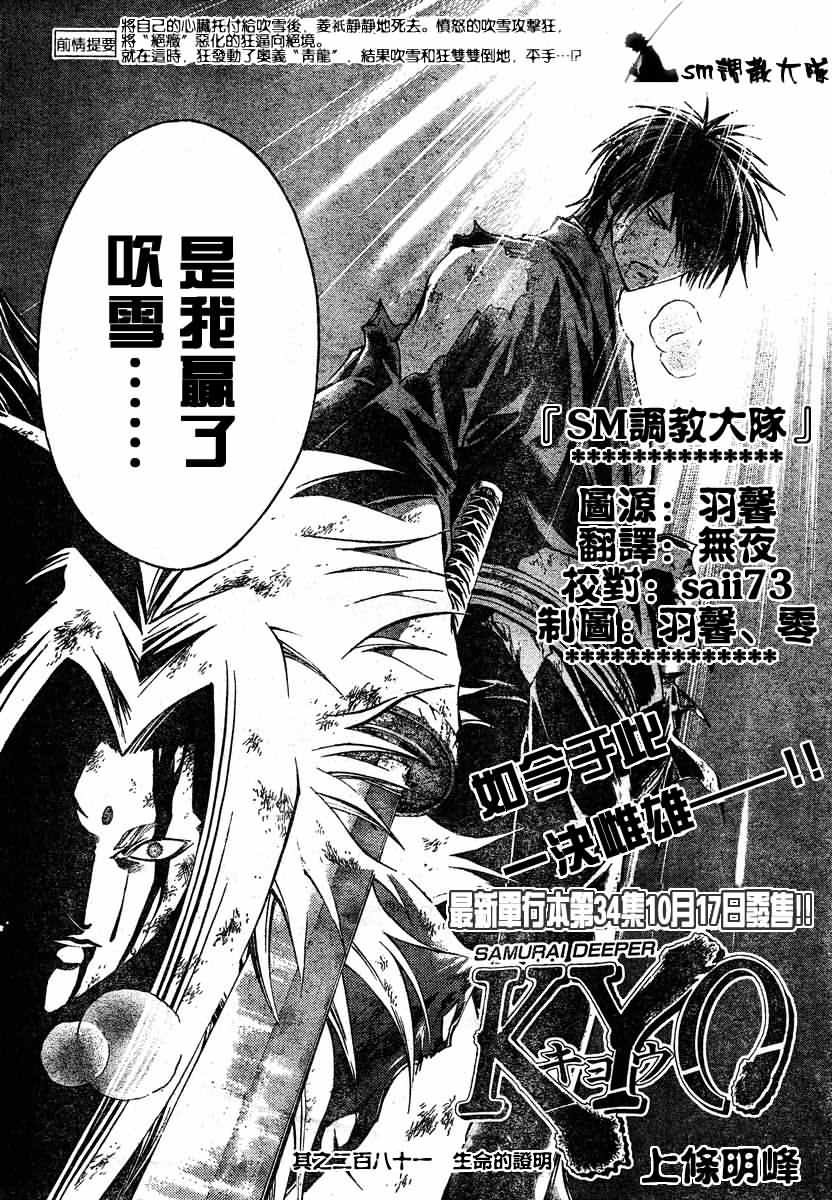 前情提要
將自己的心臟托付給吹雪後，菱祇靜靜地死去。憤怒的吹雪攻擊狂，
將“絕癮”惡化的狂逼向絕境。
就在這時，狂發動了奧義“青龍”，結果吹雪和狂雙雙倒地，平手…!?
sm調教大隊
是我贏了
吹雪……
『SM調教大隊』
**************
圖源：羽馨
翻譯：無夜
校對：saii73
制圖：羽馨、零
**************
如今于此
一決雌雄——!!
最新單行本第34集10月17日發售!!
SAMURAI DEEPER
KYO
キョウ
其之二百八十一 生命的證明
上條明峰